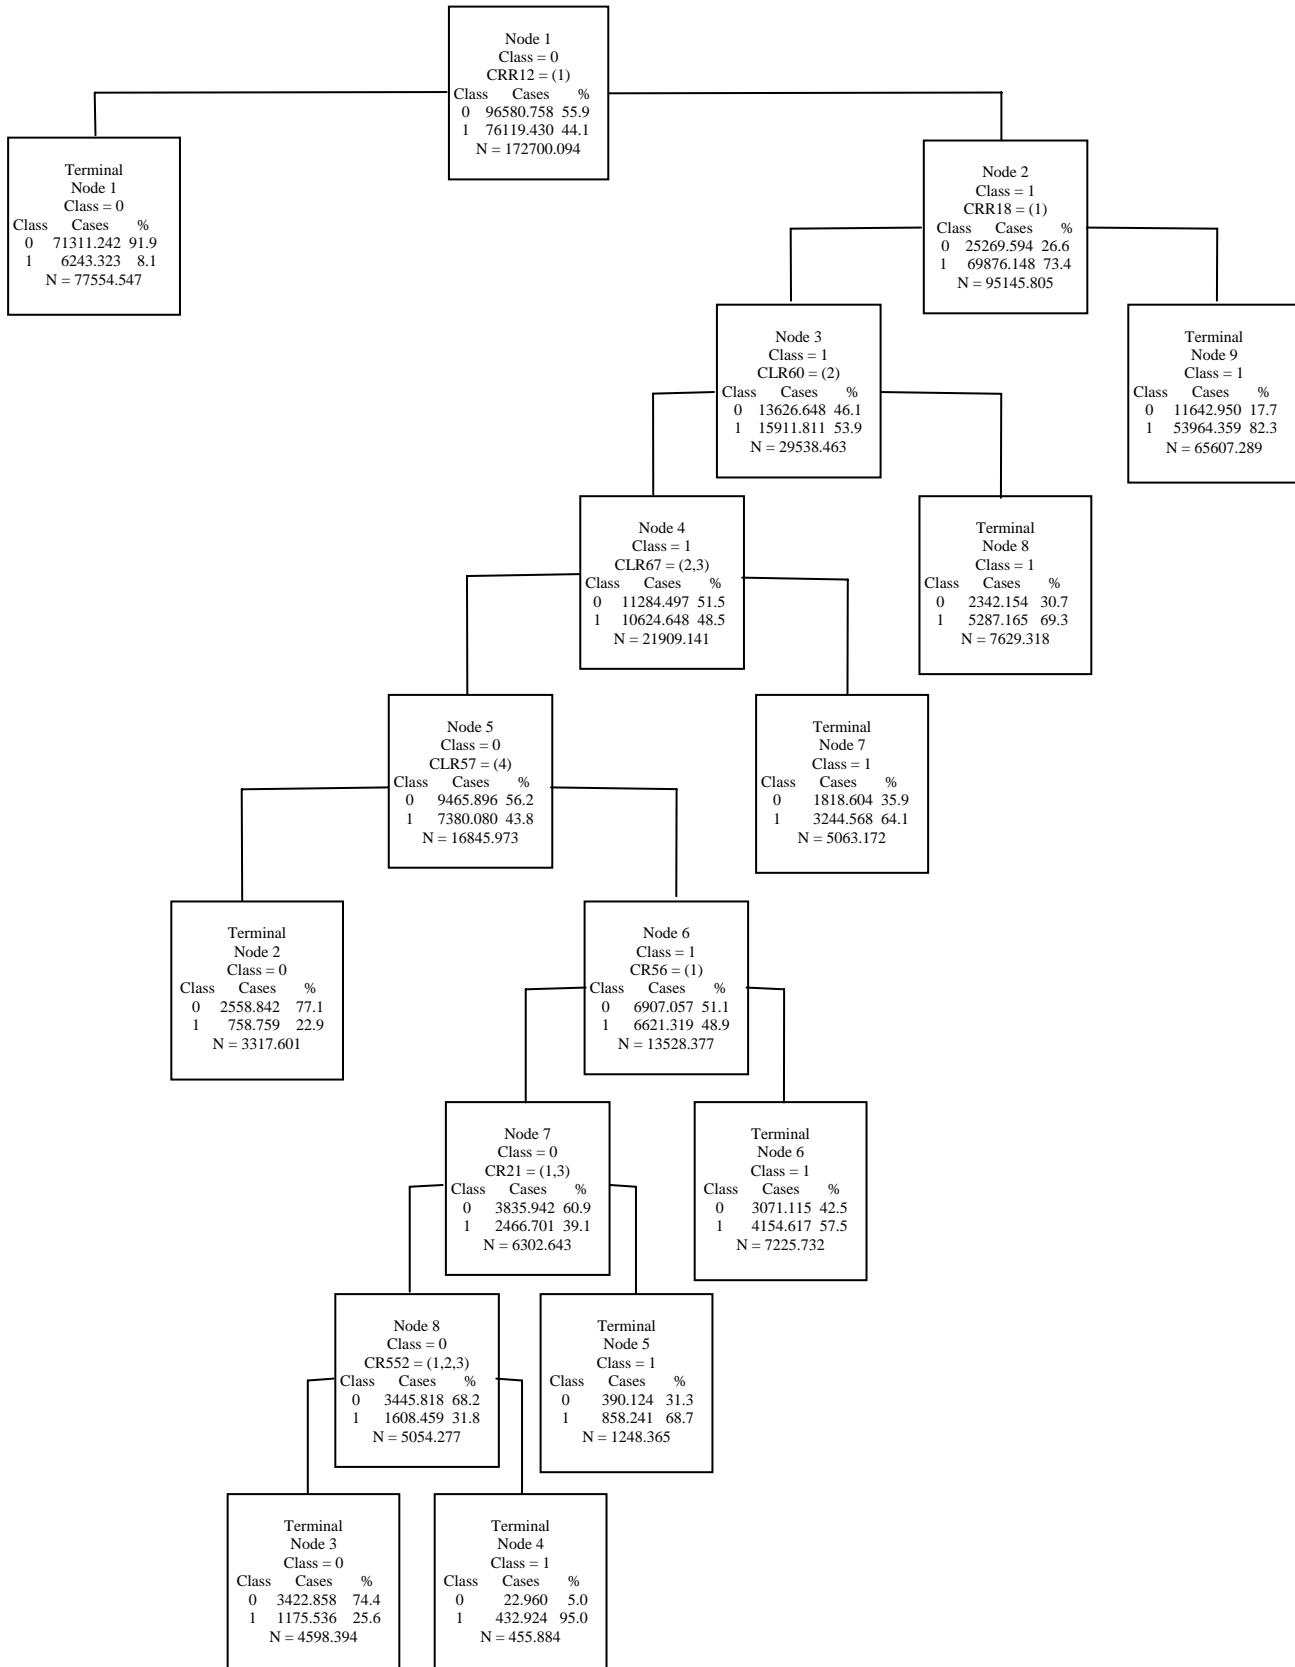 Node 1
Class = 0
CRR12 = (1)
Class Cases %
0 96580.758 55.9
1 76119.430 44.1
N = 172700.094
Terminal
Node 1
Class = 0
Class Cases %
0 71311.242 91.9
1 6243.323 8.1
N = 77554.547
Node 2
Class = 1
CRR18 = (1)
Class Cases %
0 25269.594 26.6
1 69876.148 73.4
N = 95145.805
Node 3
Class = 1
CLR60 = (2)
Class Cases %
0 13626.648 46.1
1 15911.811 53.9
N = 29538.463
Terminal
Node 9
Class = 1
Class Cases %
0 11642.950 17.7
1 53964.359 82.3
N = 65607.289
Node 4
Class = 1
CLR67 = (2,3)
Class Cases %
0 11284.497 51.5
1 10624.648 48.5
N = 21909.141
Terminal
Node 8
Class = 1
Class Cases %
0 2342.154 30.7
1 5287.165 69.3
N = 7629.318
Node 5
Class = 0
CLR57 = (4)
Class Cases %
0 9465.896 56.2
1 7380.080 43.8
N = 16845.973
Terminal
Node 7
Class = 1
Class Cases %
0 1818.604 35.9
1 3244.568 64.1
N = 5063.172
Terminal
Node 2
Class = 0
Class Cases %
0 2558.842 77.1
1 758.759 22.9
N = 3317.601
Node 6
Class = 1
CR56 = (1)
Class Cases %
0 6907.057 51.1
1 6621.319 48.9
N = 13528.377
Node 7
Class = 0
CR21 = (1,3)
Class Cases %
0 3835.942 60.9
1 2466.701 39.1
N = 6302.643
Terminal
Node 6
Class = 1
Class Cases %
0 3071.115 42.5
1 4154.617 57.5
N = 7225.732
Node 8
Class = 0
CR552 = (1,2,3)
Class Cases %
0 3445.818 68.2
1 1608.459 31.8
N = 5054.277
Terminal
Node 5
Class = 1
Class Cases %
0 390.124 31.3
1 858.241 68.7
N = 1248.365
Terminal
Node 3
Class = 0
Class Cases %
0 3422.858 74.4
1 1175.536 25.6
N = 4598.394
Terminal
Node 4
Class = 1
Class Cases %
0 22.960 5.0
1 432.924 95.0
N = 455.884